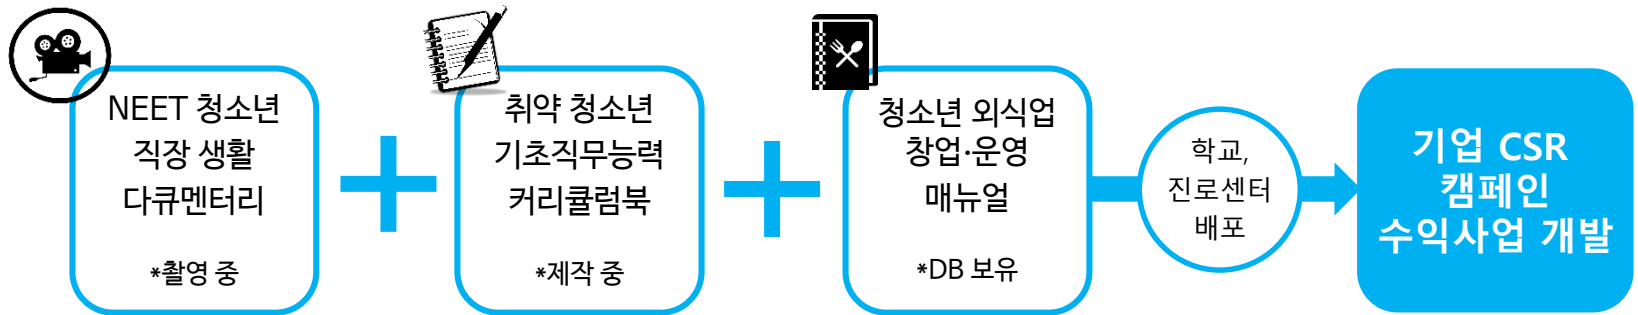 NEET 청소년
직장 생활
다큐멘터리
*촬영 중
취약 청소년
기초직무능력
커리큘럼북
*제작 중
청소년 외식업
창업·운영
매뉴얼
*DB 보유
학교,
진로센터
배포
기업 CSR
캠페인
수익사업 개발